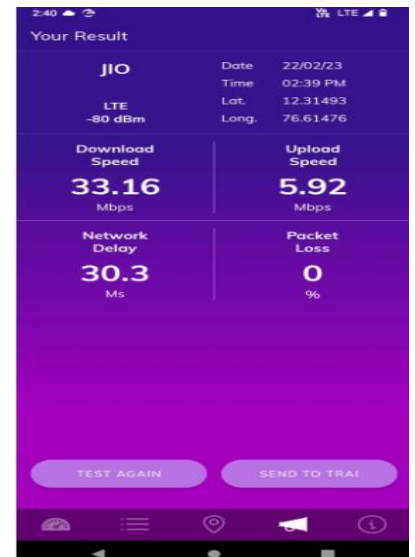 2:40
LTE
Your Result
JIO
LTE
-80 dBm
Date 22/02/23
Time 02:39 PM
Lat. 12.31493
Long. 76.61476
Download
Speed
33.16
Mbps
Upload
Speed
5.92
Mbps
Network
Delay
30.3
Ms
Packet
Loss
0
%
TEST AGAIN
SEND TO TRAI